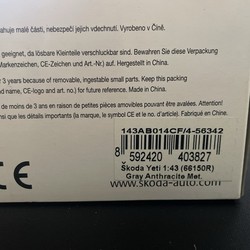 sahuje malé části, nebezpečí jejich vdechnutí. Vyrobeno v Číně.
geeignet, da lösbare Kleinteile verschluckbar sind. Bewahren Sie diese Verpackung
Markenzeichen, CE-Zeichen und Art.-Nr) auf. Hergestellt in China.
3 years because of removable, ingestable small parts. Keep this packing
and name, CE-logo and art. no.) for future reference. Made in China.
de moins de 3 ans en raison de petites pièces amovibles pouvant être avalées. Attention!
ainsi que les détails importants (la marque, le symbol CE et le no. d'article). Fabriqué en Chine.
CE
143AB014CF/4-56342
8 592420 403827
Škoda Yeti 1:43 (66150R)
Gray Anthracite Met.
www.skoda-auto.com